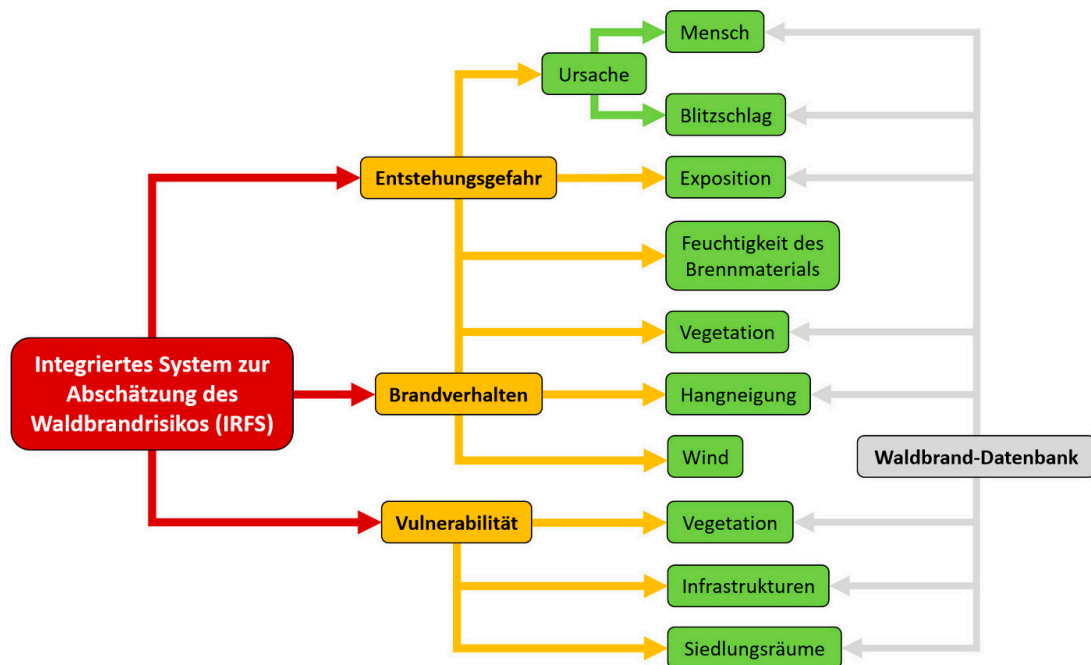 Mensch
Ursache
Blitzschlag
Entstehungsgefahr
Exposition
Feuchtigkeit des
Brennmaterials
Vegetation
Integriertes System zur
Abschätzung des
Waldbrandrisikos (IRFS)
Brandverhalten
Hangneigung
Wind
Waldbrand-Datenbank
Vulnerabilität
Vegetation
Infrastrukturen
Siedlungsräume